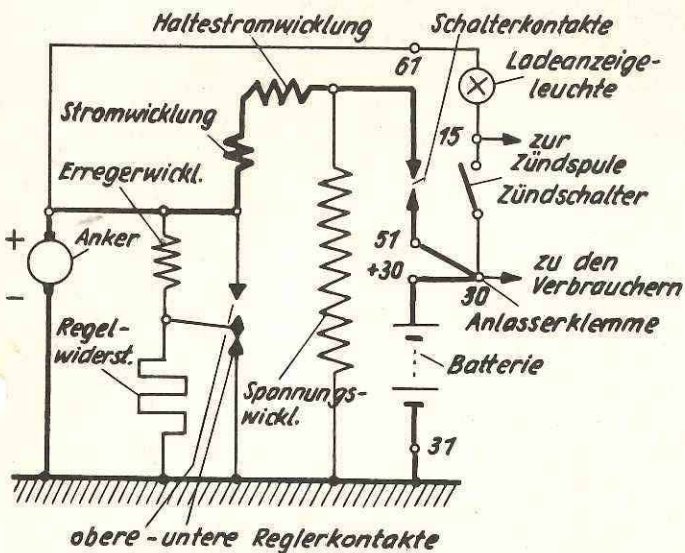 Haltestromwicklung
Schalterkontakte
61
Ladeanzeige-
leuchte
Stromwicklung
15
zur
Zündspule
Zündschalter
Erregerwickl.
+
Anker
-
51
+30
30
zu den
Verbrauchern
Anlasserklemme
Regel-
widerst.
Spannungs-
wickl.
Batterie
31
obere - untere Reglerkontakte